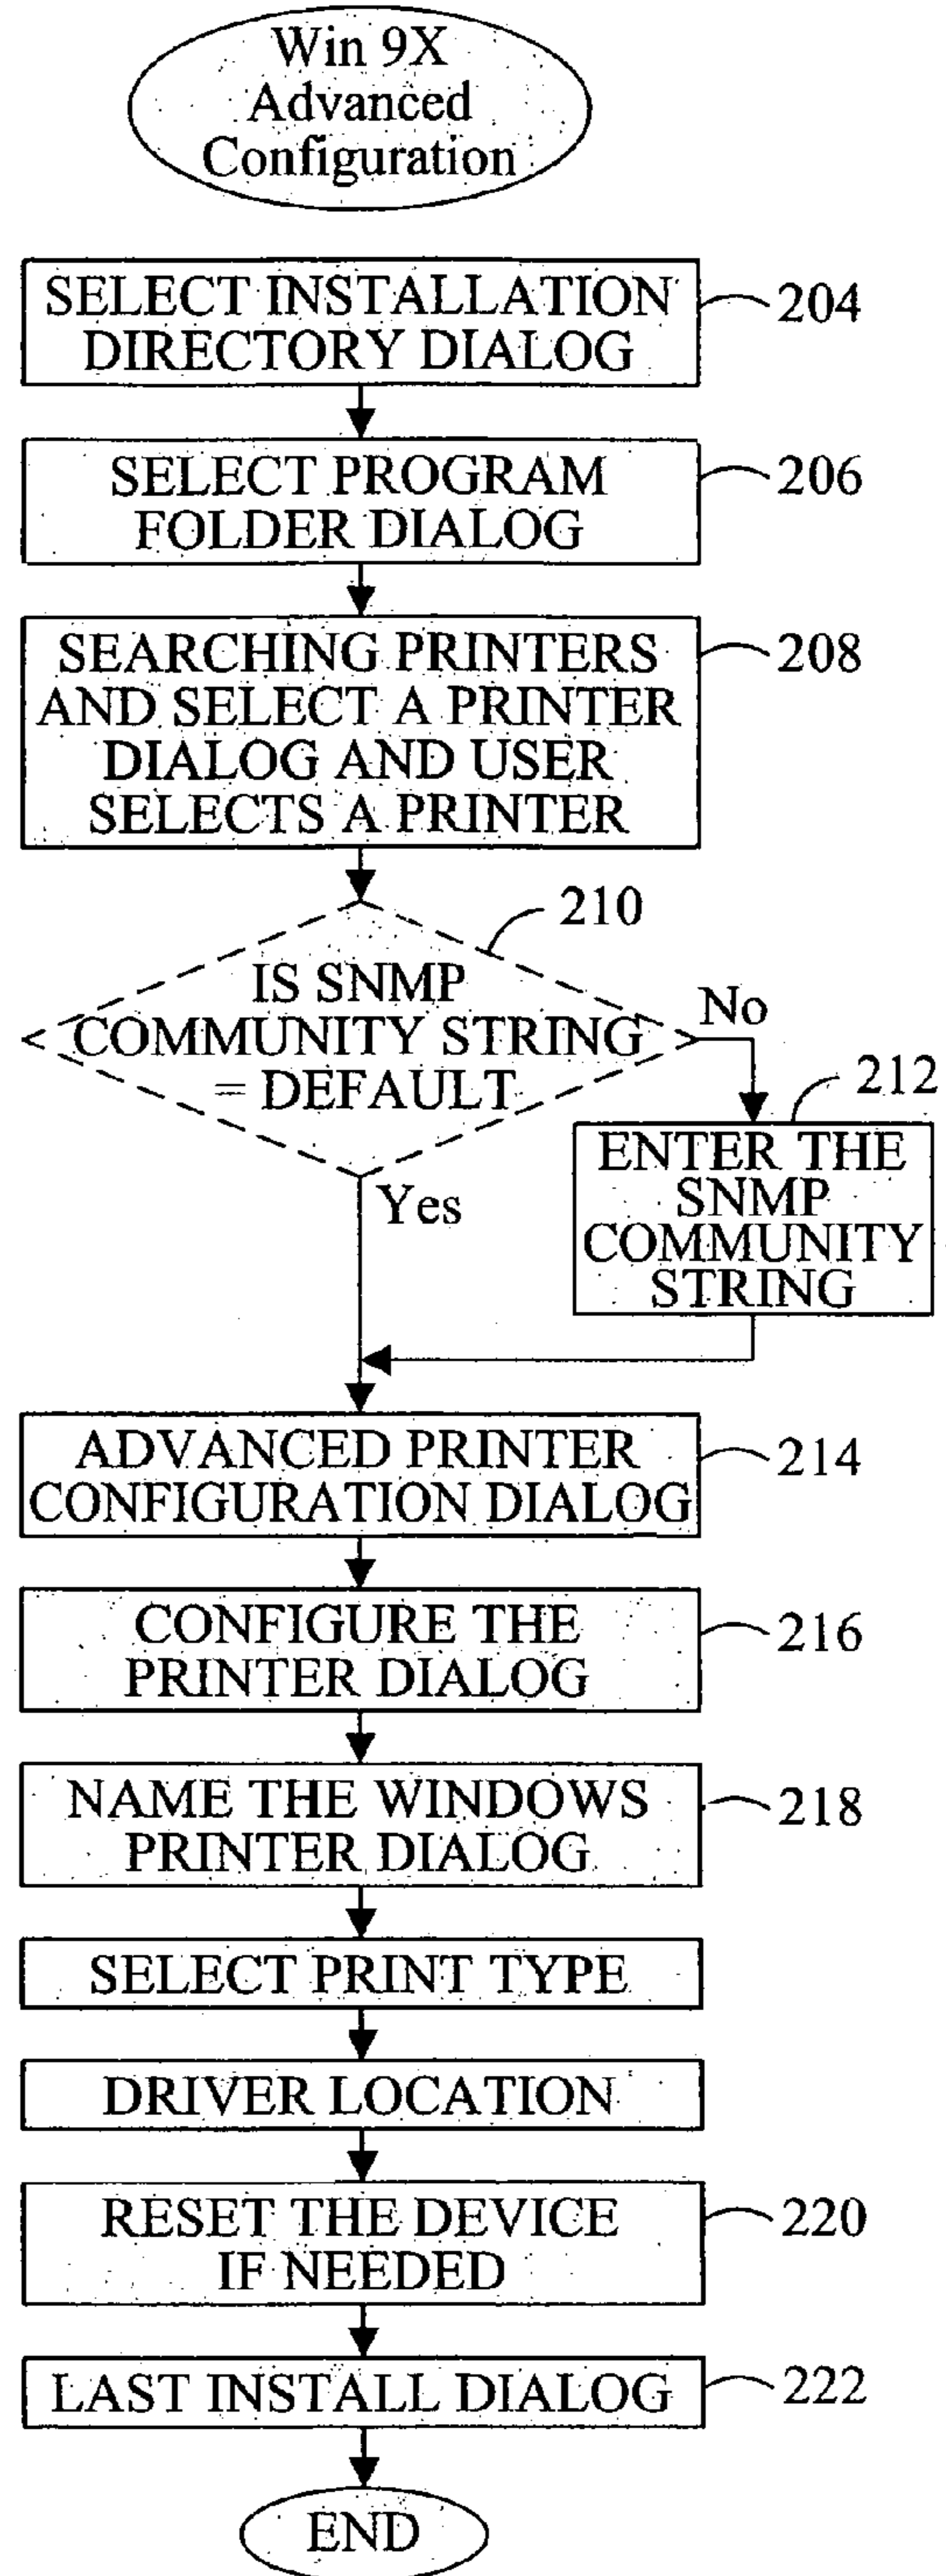 Win 9X
Advanced
Configuration
SELECT INSTALLATION
DIRECTORY DIALOG
204
SELECT PROGRAM
FOLDER DIALOG
206
SEARCHING PRINTERS
AND SELECT A PRINTER
DIALOG AND USER
SELECTS A PRINTER
208
210
IS SNMP
COMMUNITY STRING
= DEFAULT
No
Yes
212
ENTER THE
SNMP
COMMUNITY
STRING
ADVANCED PRINTER
CONFIGURATION DIALOG
214
CONFIGURE THE
PRINTER DIALOG
216
NAME THE WINDOWS
PRINTER DIALOG
218
SELECT PRINT TYPE
DRIVER LOCATION
RESET THE DEVICE
IF NEEDED
220
LAST INSTALL DIALOG
222
END